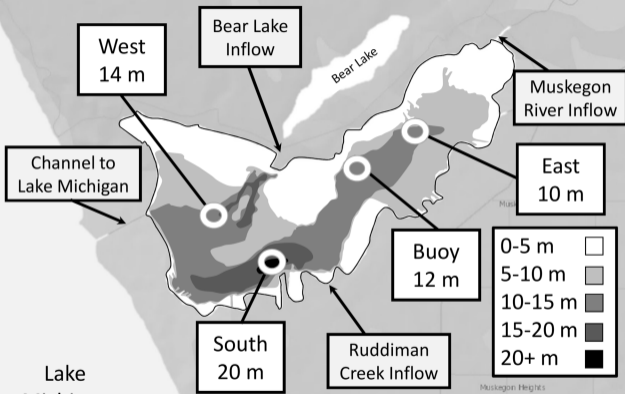 West
14 m
Bear Lake
Inflow
Bear Lake
Muskegon
River Inflow
Channel to
Lake Michigan
East
10 m
Buoy
12 m
0-5 m
5-10 m
10-15 m
15-20 m
20+ m
South
20 m
Ruddiman
Creek Inflow
Lake
Muskegon Heights